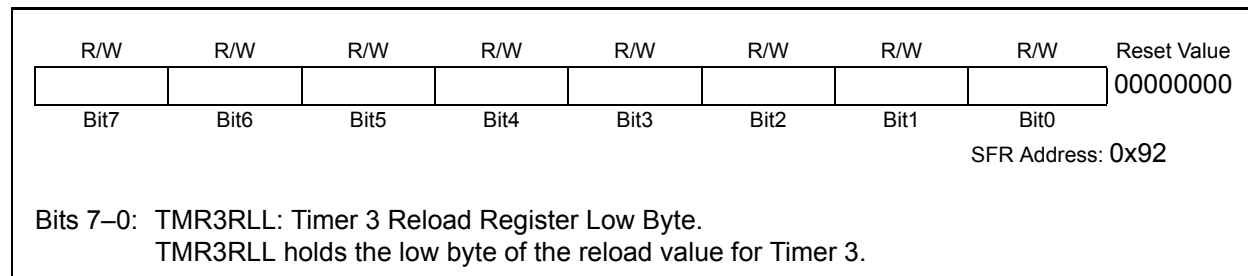 R/W R/W R/W R/W R/W R/W R/W R/W Reset Value
00000000
Bit7 Bit6 Bit5 Bit4 Bit3 Bit2 Bit1 Bit0
SFR Address: 0x92
Bits 7–0: TMR3RLL: Timer 3 Reload Register Low Byte.
TMR3RLL holds the low byte of the reload value for Timer 3.